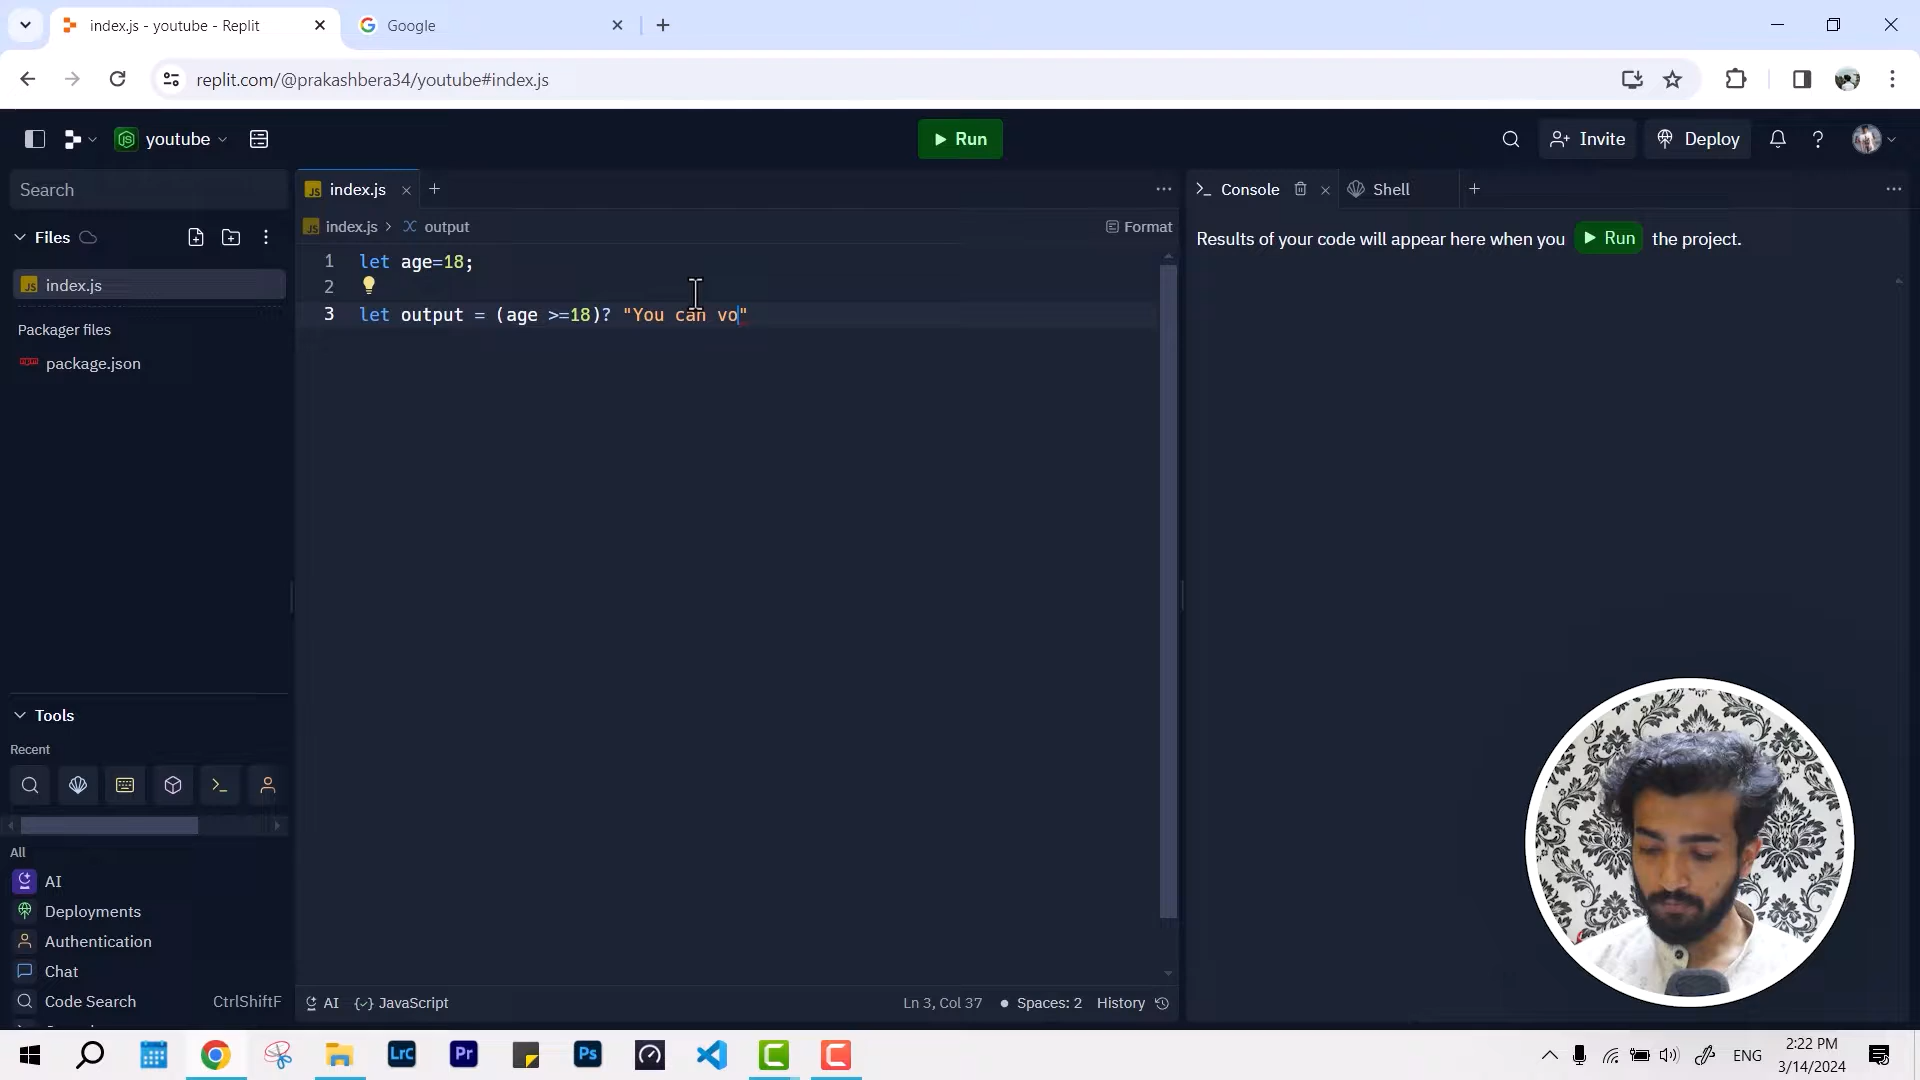 index.js - youtube - Replit
Google
replit.com/@prakashbera34/youtube#index.js
youtube
Run
Invite
Deploy
Search
Files
index.js
Packager files
package.json
index.js
index.js > output
Format
1 let age=18;
2
3 let output = (age >=18)? "You can vo"
Console
Shell
Results of your code will appear here when you Run the project.
Tools
Recent
All
AI
Deployments
Authentication
Chat
Code Search CtrlShiftF
AI
JavaScript
Ln 3, Col 37
Spaces: 2
History
LrC
Pr
Ps
ENG
2:22 PM
3/14/2024